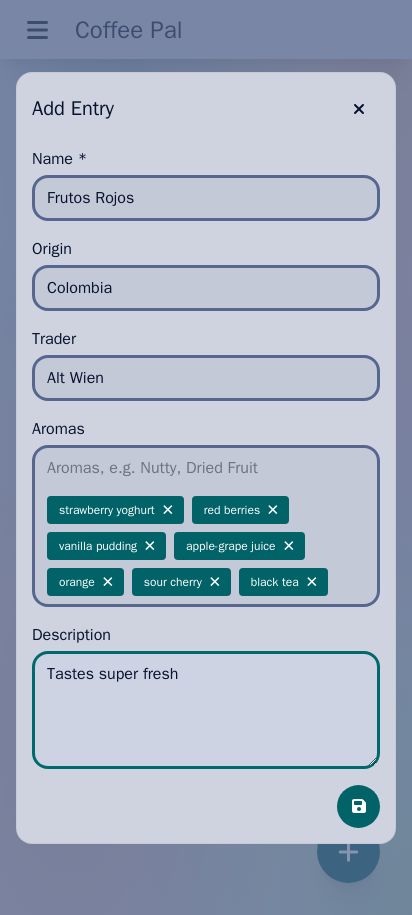 Coffee Pal
Add Entry
Name *
Frutos Rojos
Origin
Colombia
Trader
Alt Wien
Aromas
Aromas, e.g. Nutty, Dried Fruit
strawberry yoghurt red berries
vanilla pudding apple-grape juice
orange sour cherry black tea
Description
Tastes super fresh